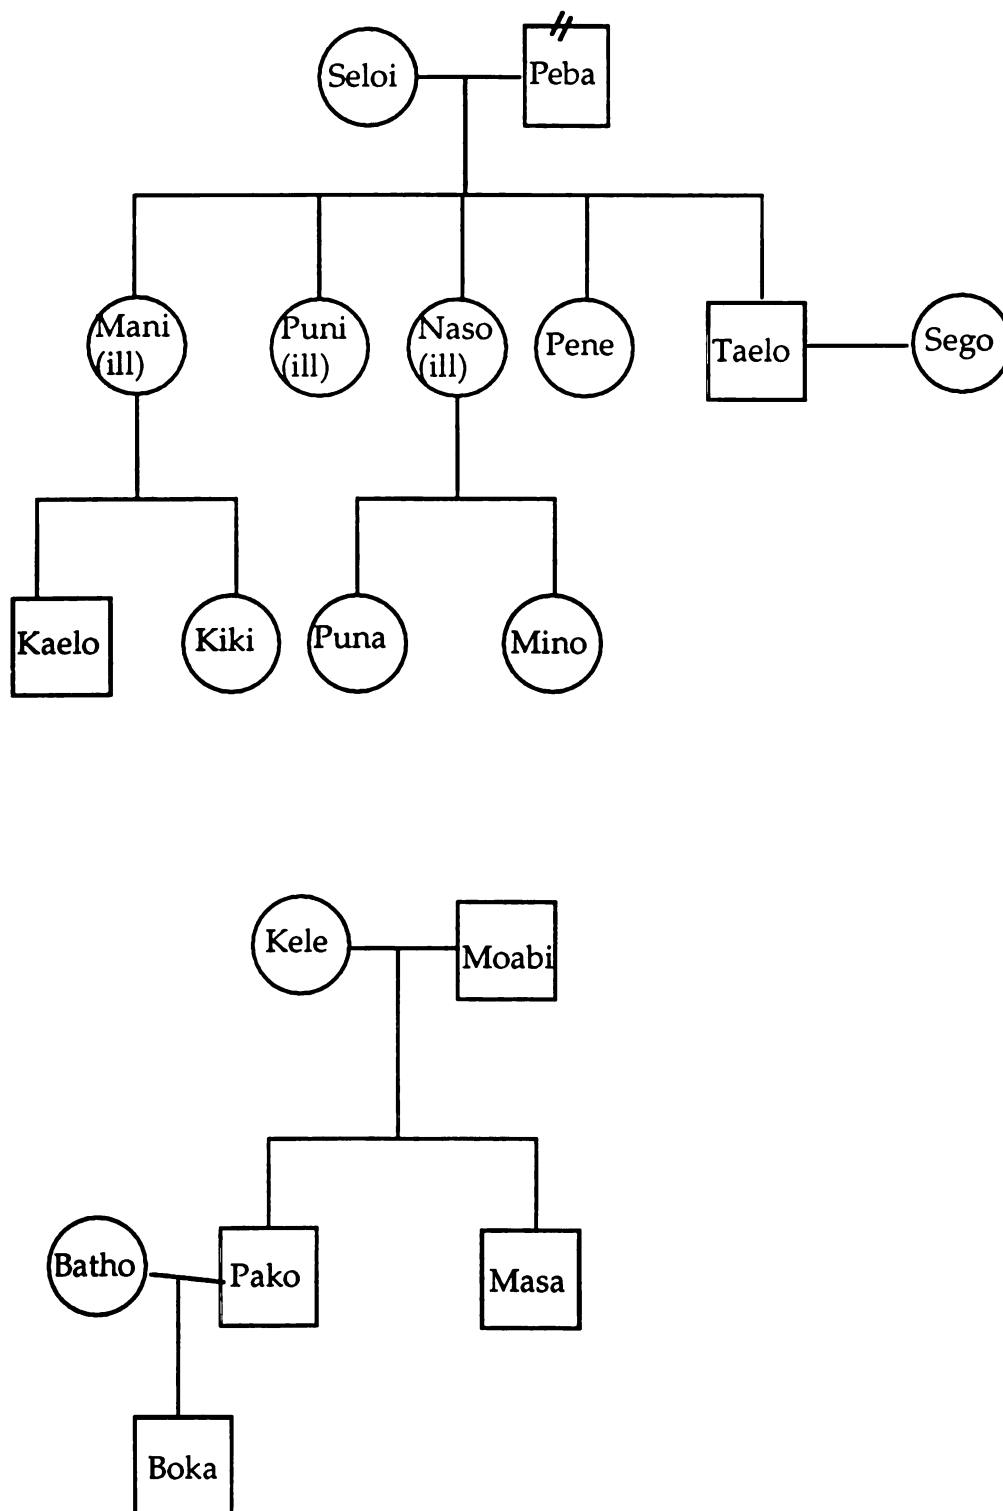 Seloi
Peba
Mani
(ill)
Puni
(ill)
Naso
(ill)
Pene
Taelo
Sego
Kaelo
Kiki
Puna
Mino
Kele
Moabi
Batho
Pako
Masa
Boka